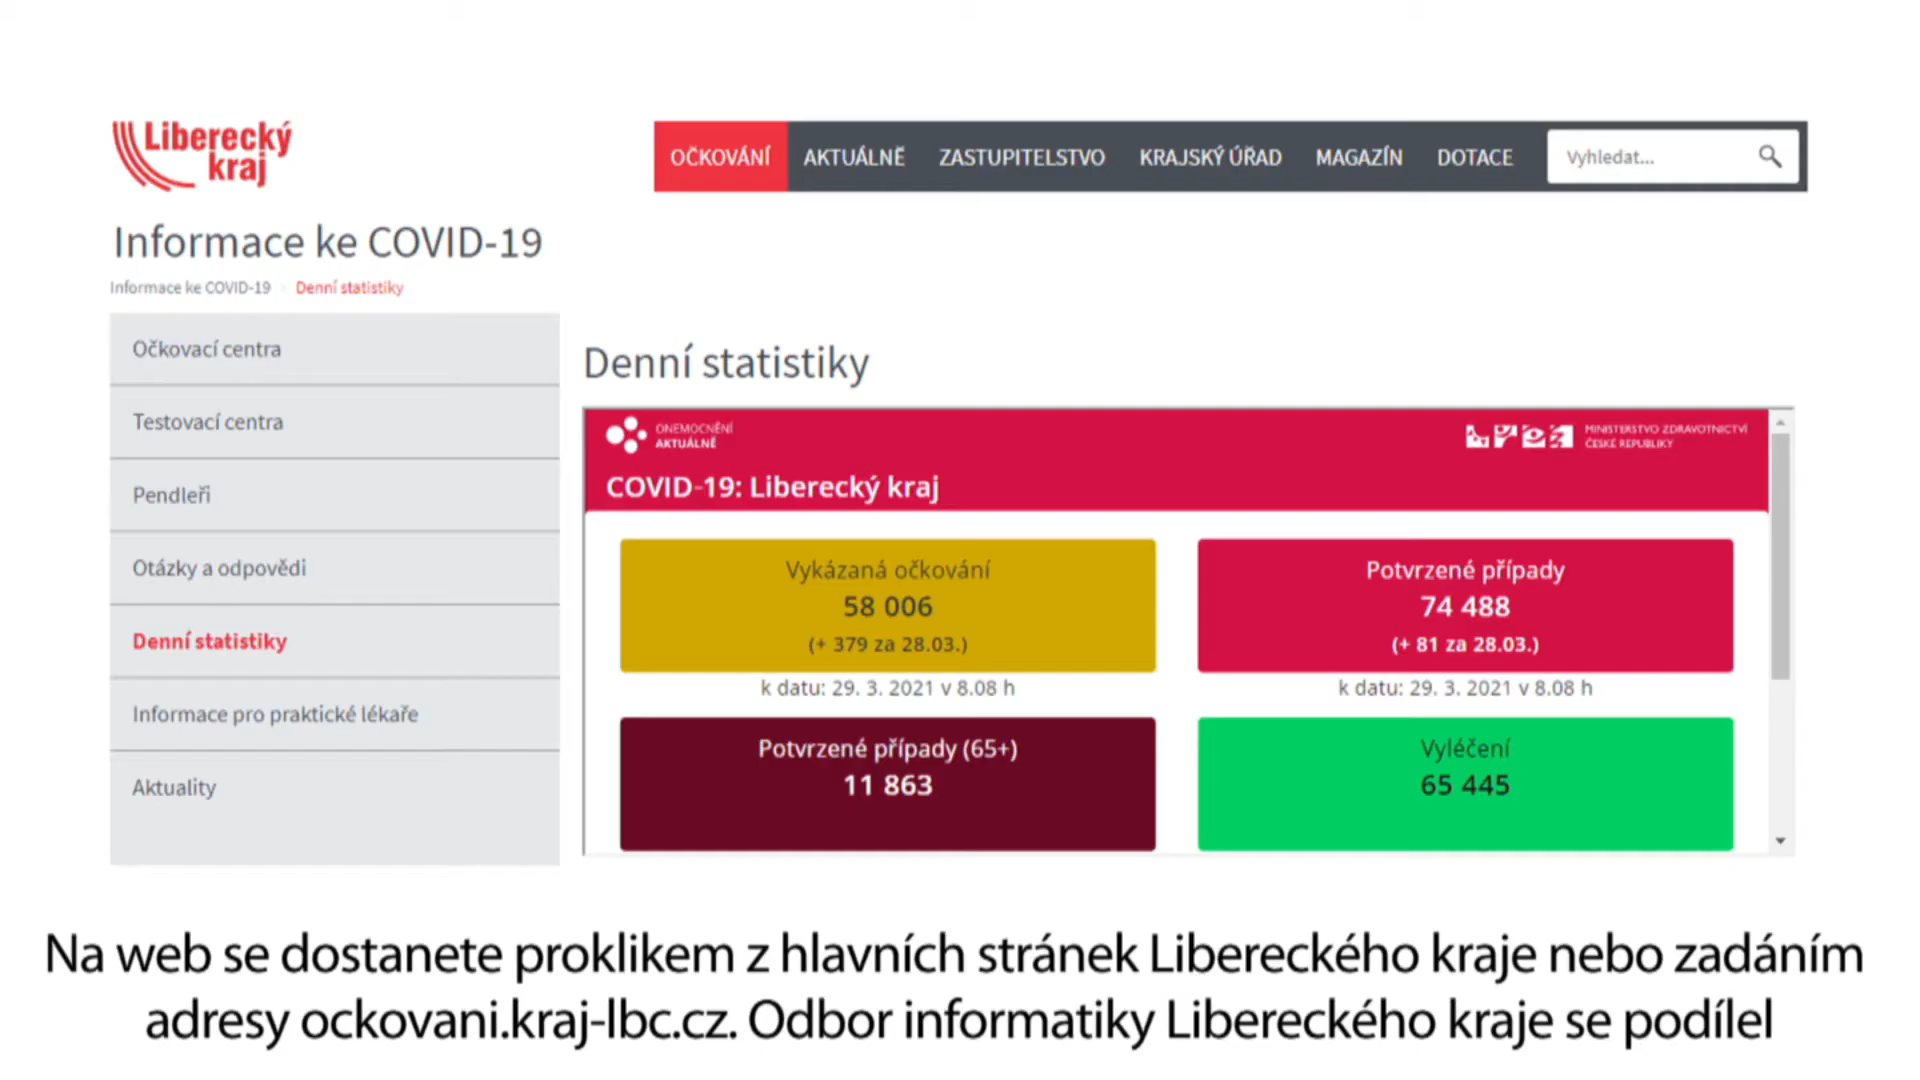 Liberecký
kraj
OČKOVÁNÍ AKTUÁLNĚ ZASTUPITELSTVO KRAJSKÝ ÚŘAD MAGAZÍN DOTACE Vyhledat...
Informace ke COVID-19
Informace ke COVID-19 Denní statistiky
Očkovací centra
Testovací centra
Pendleři
Otázky a odpovědi
Denní statistiky
Informace pro praktické lékaře
Aktuality
Denní statistiky
ONEMOCNĚNÍ
AKTUÁLNĚ
MINISTERSTVO ZDRAVOTNICTVÍ
ČESKÉ REPUBLIKY
COVID-19: Liberecký kraj
Vykázaná očkování
58 006
(+ 379 za 28.03.)
k datu: 29. 3. 2021 v 8.08 h
Potvrzené případy
74 488
(+ 81 za 28.03.)
k datu: 29. 3. 2021 v 8.08 h
Potvrzené případy (65+)
11 863
Vyléčení
65 445
Na web se dostanete proklikem z hlavních stránek Libereckého kraje nebo zadáním
adresy ockovani.kraj-lbc.cz. Odbor informatiky Libereckého kraje se podílel